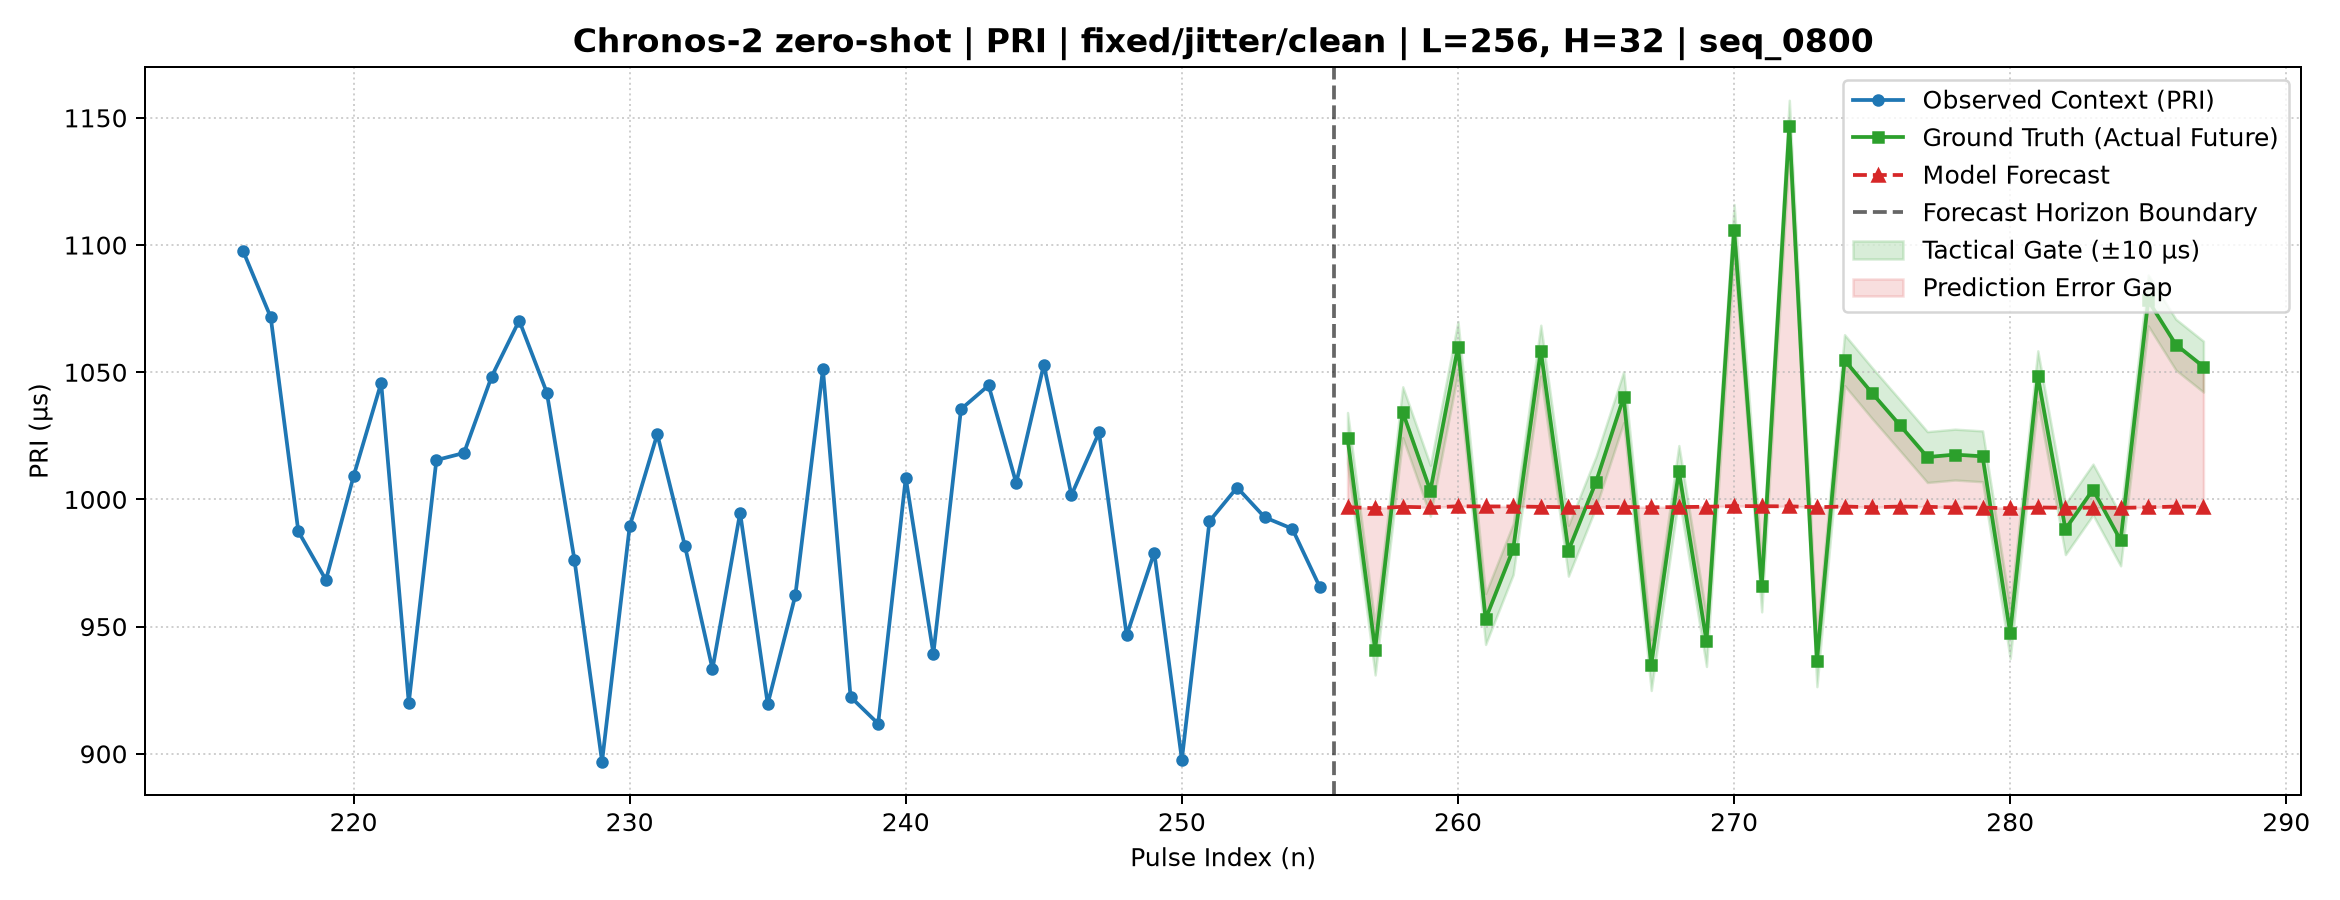 Chronos-2 zero-shot | PRI | fixed/jitter/clean | L=256, H=32 | seq_0800
Observed Context (PRI)
Ground Truth (Actual Future)
Model Forecast
Forecast Horizon Boundary
Tactical Gate (±10 μs)
Prediction Error Gap
PRI (μs)
1150
1100
1050
1000
950
900
220 230 240 250 260 270 280 290
Pulse Index (n)